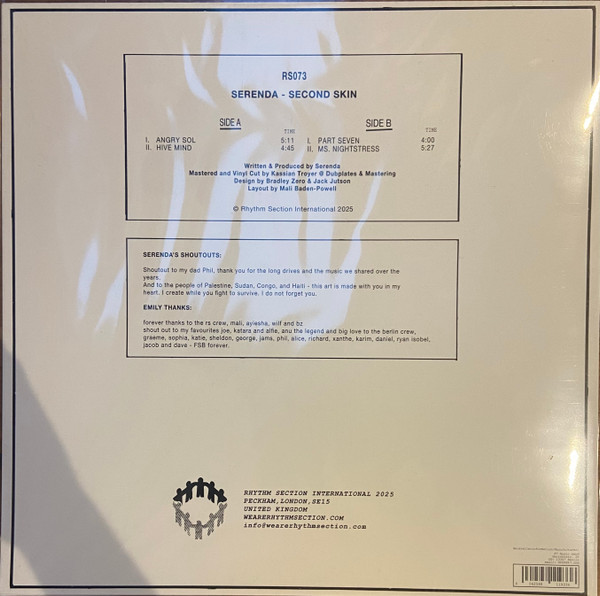 RS073
SERENDA - SECOND SKIN
SIDE A
TIME
I. ANGRY SOL 5:11
II. HIVE MIND 4:45
SIDE B
TIME
I. PART SEVEN 4:00
II. MS. NIGHTSTRESS 5:27
Written & Produced by Serenda
Mastered and Vinyl Cut by Kassian Troyer @ Dubplates & Mastering
Design by Bradley Zero & Jack Jutson
Layout by Mali Baden-Powell
© Rhythm Section International 2025
SERENDA'S SHOUTOUTS:
Shoutout to my dad Phil, thank you for the long drives and the music we shared over the
years.
And to the people of Palestine, Sudan, Congo, and Haiti - this art is made with you in my
heart. I create while you fight to survive. I do not forget you.
EMILY THANKS:
forever thanks to the rs crew, mali, ayiesha, wilf and bz
shout out to my favourites joe, katara and alfie, anu the legend and big love to the berlin crew,
graeme, sophia, katie, sheldon, george, jams, phil, alice, richard, xanthe, karim, daniel, ryan isobel,
jacob and dave - FSB forever.
RHYTHM SECTION INTERNATIONAL 2025
PECKHAM,LONDON,SE15
UNITED KINGDOM
WEARERHYTHMSECTION.COM
info@wearerhythmsection.com